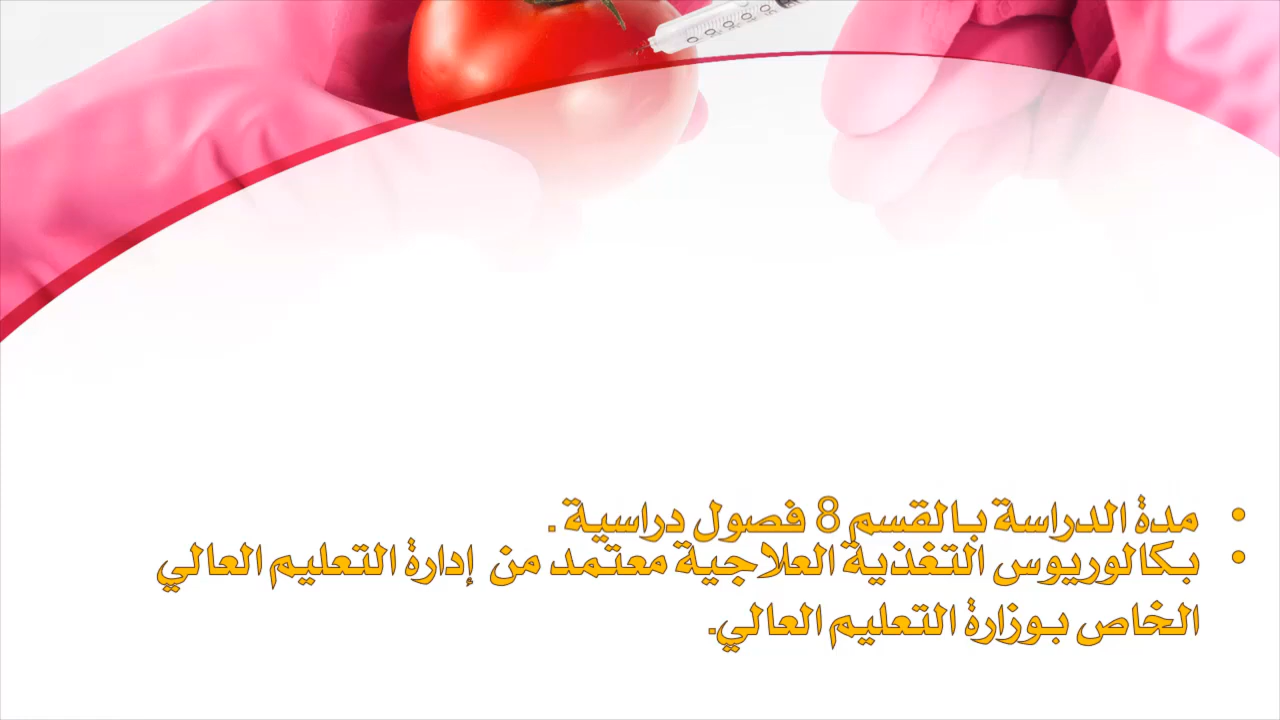 • مدة الدراسة بالقسم 8 فصول دراسية .
• بكالوريوس التغذية العلاجية معتمد من إدارة التعليم العالي
الخاص بوزارة التعليم العالي.